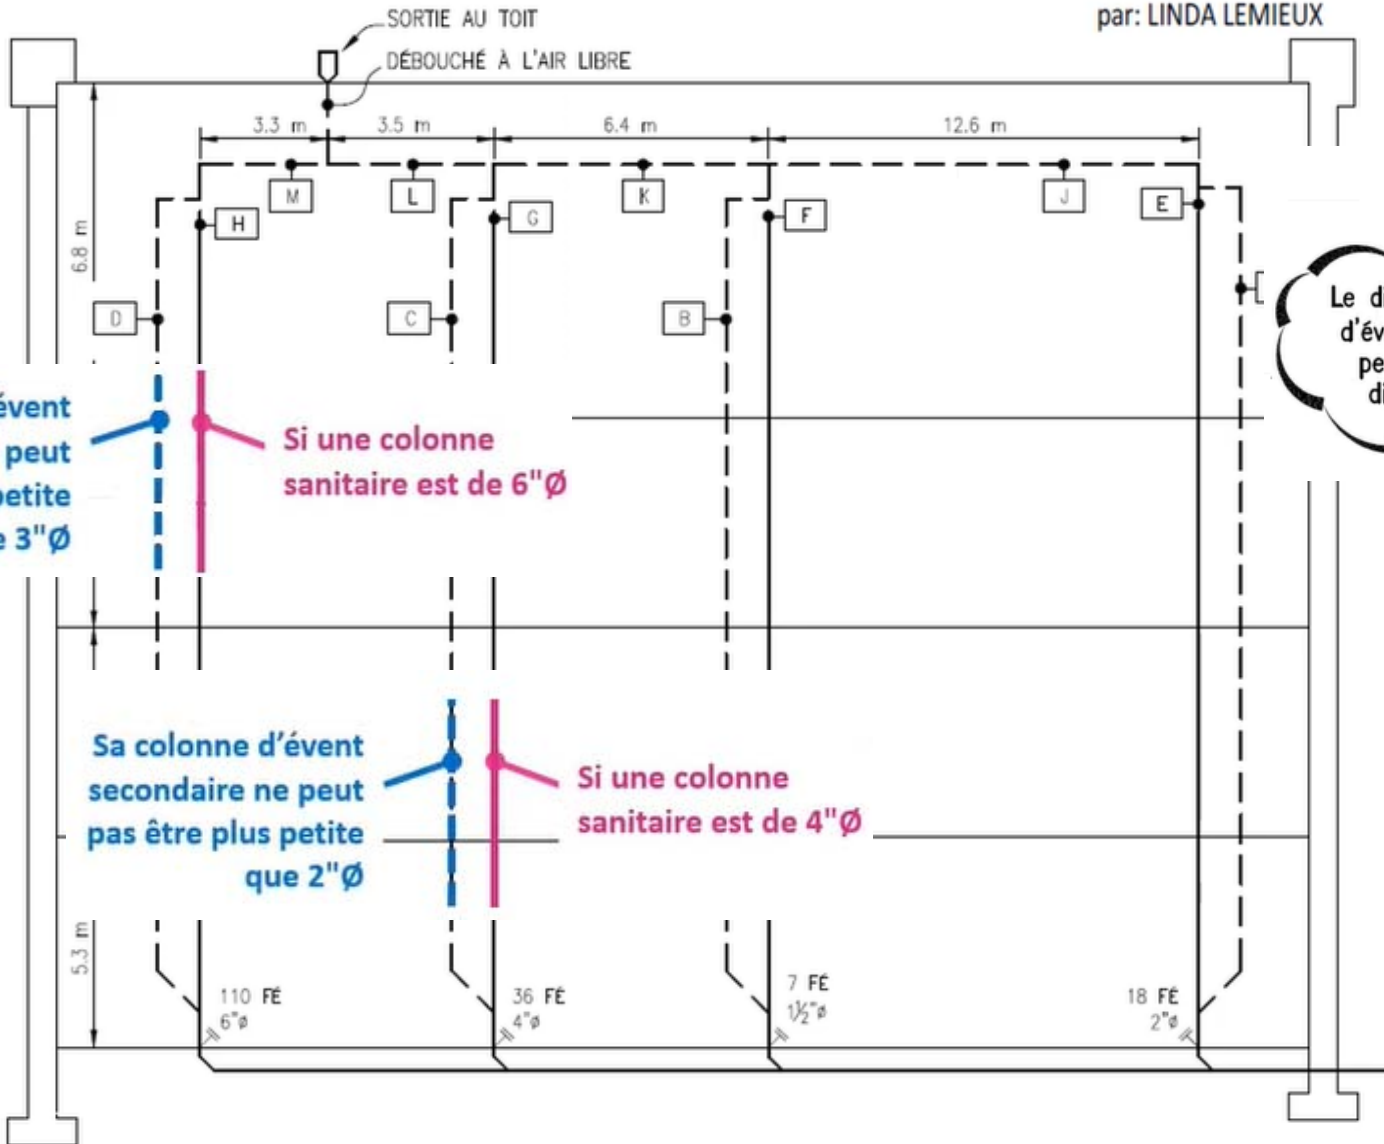 SORTIE AU TOIT
par: LINDA LEMIEUX
DÉBOUCHÉ À L'AIR LIBRE
3.3 m
3.5 m
6.4 m
12.6 m
M
L
K
J
H
G
F
E
6.8 m
D
C
B
Le di
d'év
pe
di
évent
peut
petite
e 3"Ø
Si une colonne
sanitaire est de 6"Ø
Sa colonne d'évent
secondaire ne peut
pas être plus petite
que 2"Ø
Si une colonne
sanitaire est de 4"Ø
5.3 m
110 FÉ
6"ø
36 FÉ
4"ø
7 FÉ
1½"ø
18 FÉ
2"ø